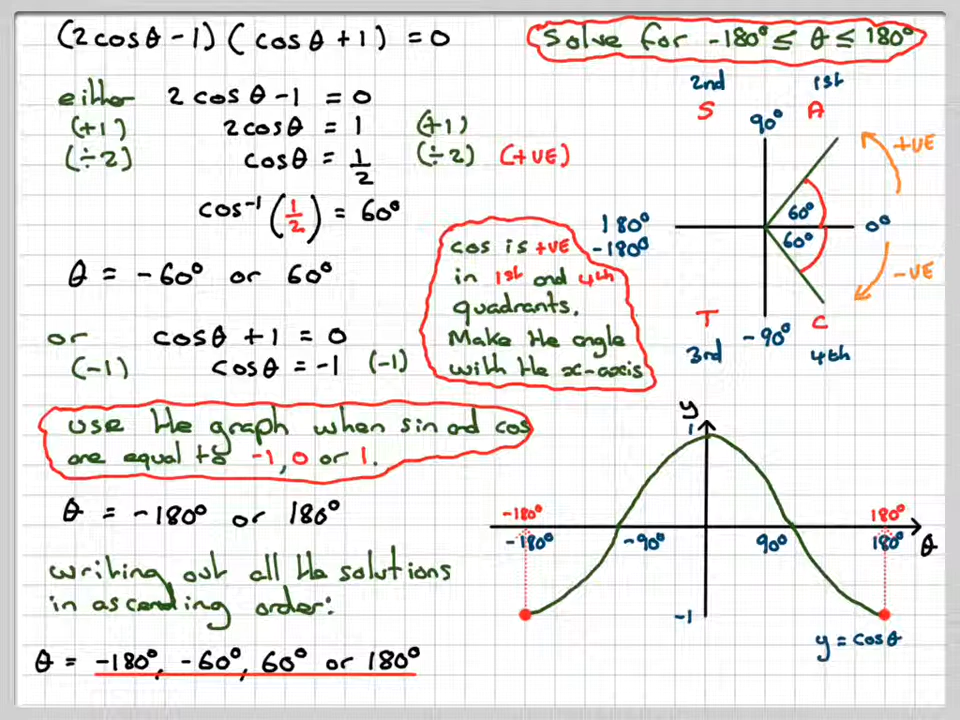 (2cosθ-1)(cosθ+1) = 0
Solve for -180° ≤ θ ≤ 180°
either 2cosθ-1 = 0
(+1) 2cosθ = 1 (+1)
(÷2) cosθ = 1/2 (÷2) (+VE)
cos⁻¹(1/2) = 60°
θ = -60° or 60°
or cosθ+1 = 0
(-1) cosθ = -1 (-1)
cos is +VE
in 1st and 4th
quadrants.
Make the angle
with the x-axis
2nd 1st
S A
90°
+VE
60°
180° 0°
-180°
60°
-VE
T C
-90°
3rd 4th
use the graph when sin and cos
are equal to -1, 0 or 1.
θ = -180° or 180°
writing out all the solutions
in ascending order:
θ = -180°, -60°, 60° or 180°
y
1
-180° 180°
-180° -90° 90° 180° θ
-1
y = cosθ